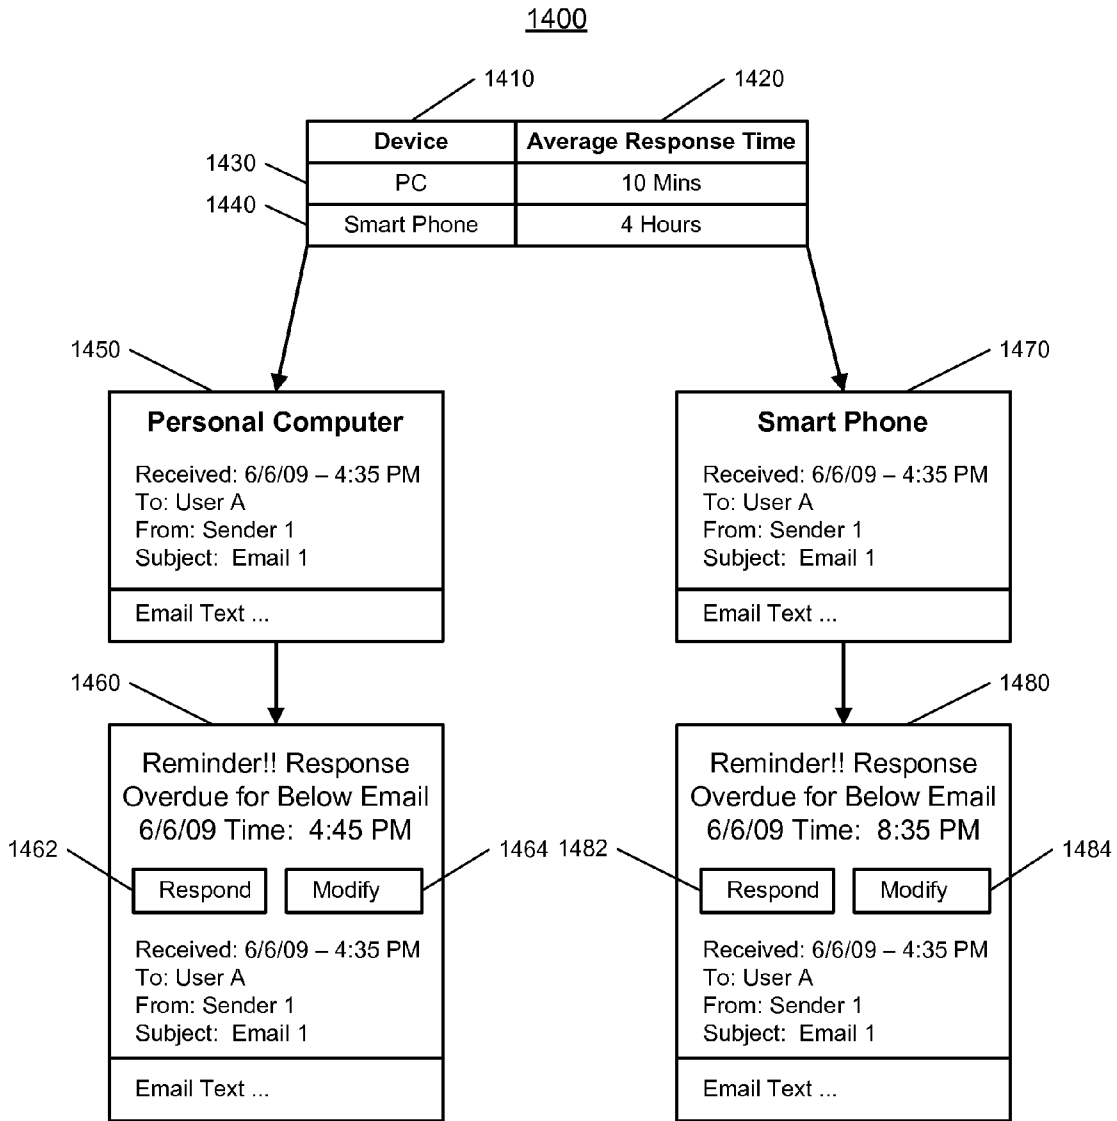 1400
1410
1420
Device Average Response Time
1430
PC 10 Mins
1440
Smart Phone 4 Hours
1450
Personal Computer
Received: 6/6/09 – 4:35 PM
To: User A
From: Sender 1
Subject: Email 1
Email Text ...
1470
Smart Phone
Received: 6/6/09 – 4:35 PM
To: User A
From: Sender 1
Subject: Email 1
Email Text ...
1460
Reminder!! Response
Overdue for Below Email
6/6/09 Time: 4:45 PM
1462
1464
Respond Modify
Received: 6/6/09 – 4:35 PM
To: User A
From: Sender 1
Subject: Email 1
Email Text ...
1480
Reminder!! Response
Overdue for Below Email
6/6/09 Time: 8:35 PM
1482
1484
Respond Modify
Received: 6/6/09 – 4:35 PM
To: User A
From: Sender 1
Subject: Email 1
Email Text ...